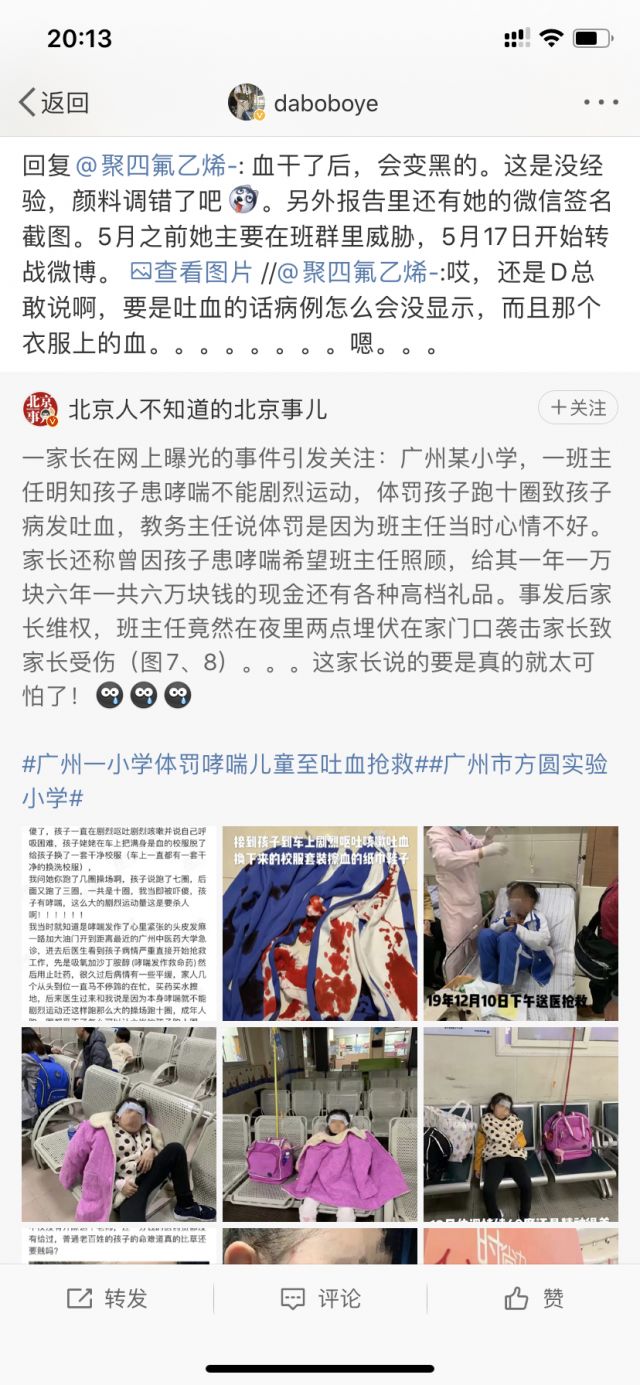 20:13
返回
daboboye
回复@聚四氟乙烯-: 血干了后，会变黑的。这是没经
验，颜料调错了吧。另外报告里还有她的微信签名
截图。5月之前她主要在班群里威胁，5月17日开始转
战微博。 查看图片 //@聚四氟乙烯-:哎，还是D总
敢说啊，要是吐血的话病例怎么会没显示，而且那个
衣服上的血。。。。。。。。嗯。。。
北京人不知道的北京事儿
＋关注
一家长在网上曝光的事件引发关注：广州某小学，一班主
任明知孩子患哮喘不能剧烈运动，体罚孩子跑十圈致孩子
病发吐血，教务主任说体罚是因为班主任当时心情不好。
家长还称曾因孩子患哮喘希望班主任照顾，给其一年一万
块六年一共六万块钱的现金还有各种高档礼品。事发后家
长维权，班主任竟然在夜里两点埋伏在家门口袭击家长致
家长受伤（图7、8）。。。这家长说的要是真的就太可
怕了！
#广州一小学体罚哮喘儿童至吐血抢救##广州市方圆实验
小学#
傻了，孩子一直在剧烈呕吐剧烈咳嗽并说自己呼
吸困难，孩子姥姥在车上把满身是血的校服脱了
给孩子换了一套干净校服（车上一直都有一套干
净的换洗校服），
我问她你跑了几圈操场啊，孩子说跑了七圈，后
面又跑了三圈，一共是十圈，我当即被吓傻，孩
子有哮喘，这么大的剧烈运动量这是要杀人
啊！！！！！！
我当时就知道是哮喘发作了心里紧张的头皮发麻
一路加大油门开到距离最近的广州中医药大学急
诊，进去后医生看到孩子病情严重直接开始抢救
工作，先是吸氧加沙丁胺醇（哮喘发作救命药）然
后用止吐药，很久过后病情有一些平缓，家人几
个从头到位一直马不停蹄的在忙，买药买水擦
地，后来医生过来和我说是因为本身哮喘就不能
剧烈运动还这样跑那么大的操场跑十圈，成年人
接到孩子到车上剧烈呕吐咳嗽吐血
换下来的校服套装擦血的纸巾鞋子
19年12月10日下午送医抢救
给过，普通老百姓的孩子的命难道真的比草还
要贱吗？
转发
评论
赞